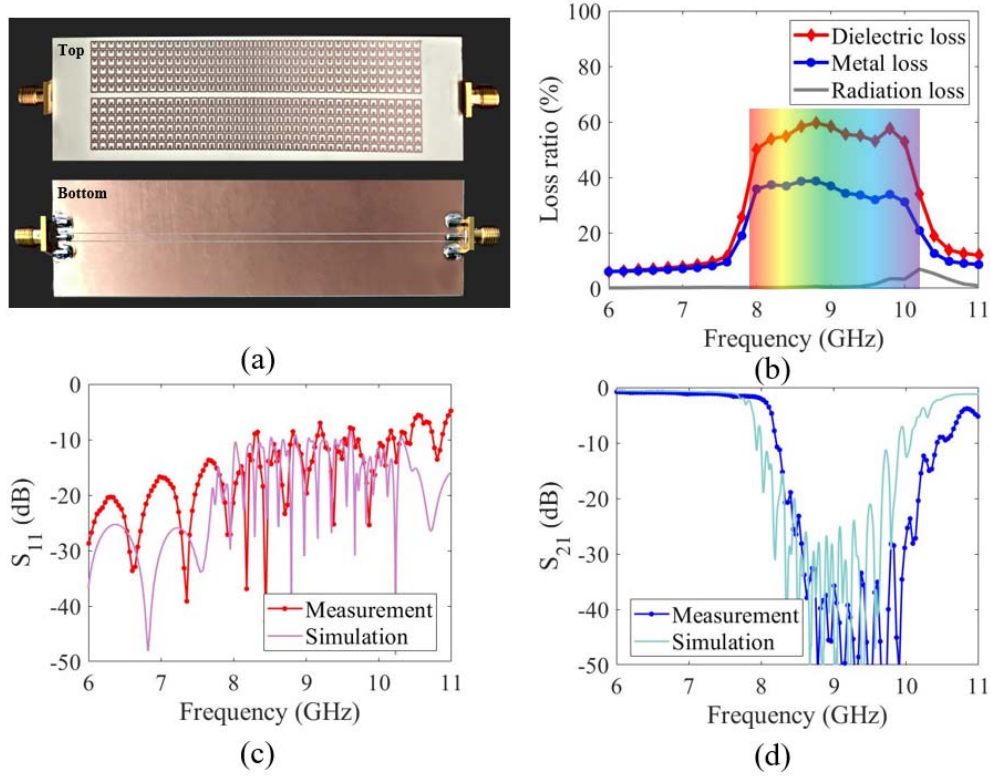 Top
Bottom
(a)
100
80
60
40
20
0
Loss ratio (%)
Dielectric loss
Metal loss
Radiation loss
6 7 8 9 10 11
Frequency (GHz)
(b)
0
-10
-20
-30
-40
-50
S11 (dB)
Measurement
Simulation
6 7 8 9 10 11
Frequency (GHz)
(c)
0
-10
-20
-30
-40
-50
S21 (dB)
Measurement
Simulation
6 7 8 9 10 11
Frequency (GHz)
(d)